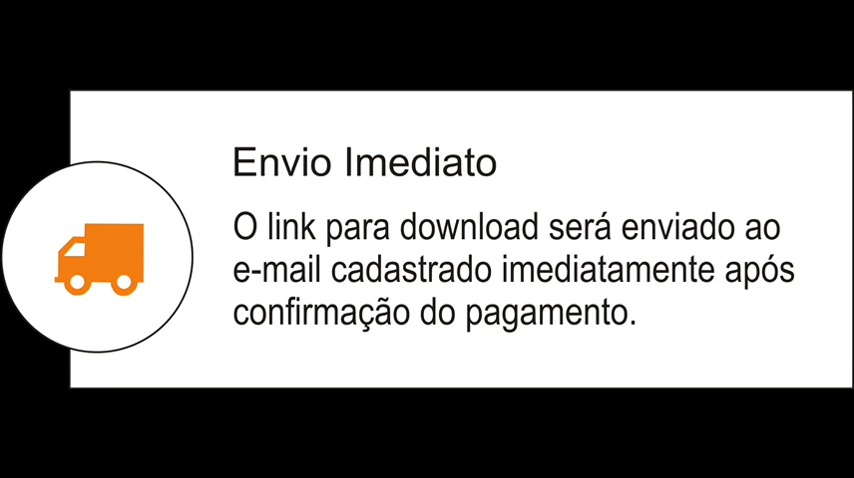 Envio Imediato
O link para download será enviado ao
e-mail cadastrado imediatamente após
confirmação do pagamento.